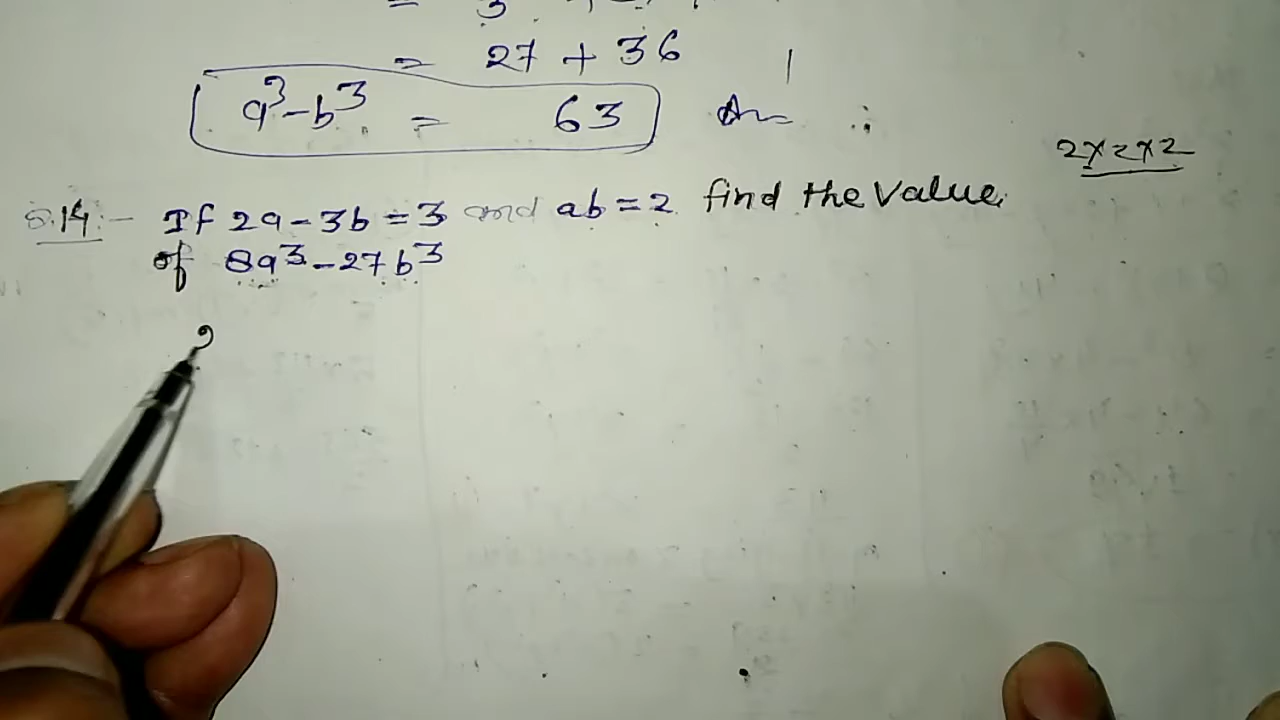 = 27 + 36
a³-b³ = 63 An
2×2×2
14:- If 2a-3b=3 and ab=2 find the value
of 8a³-27b³